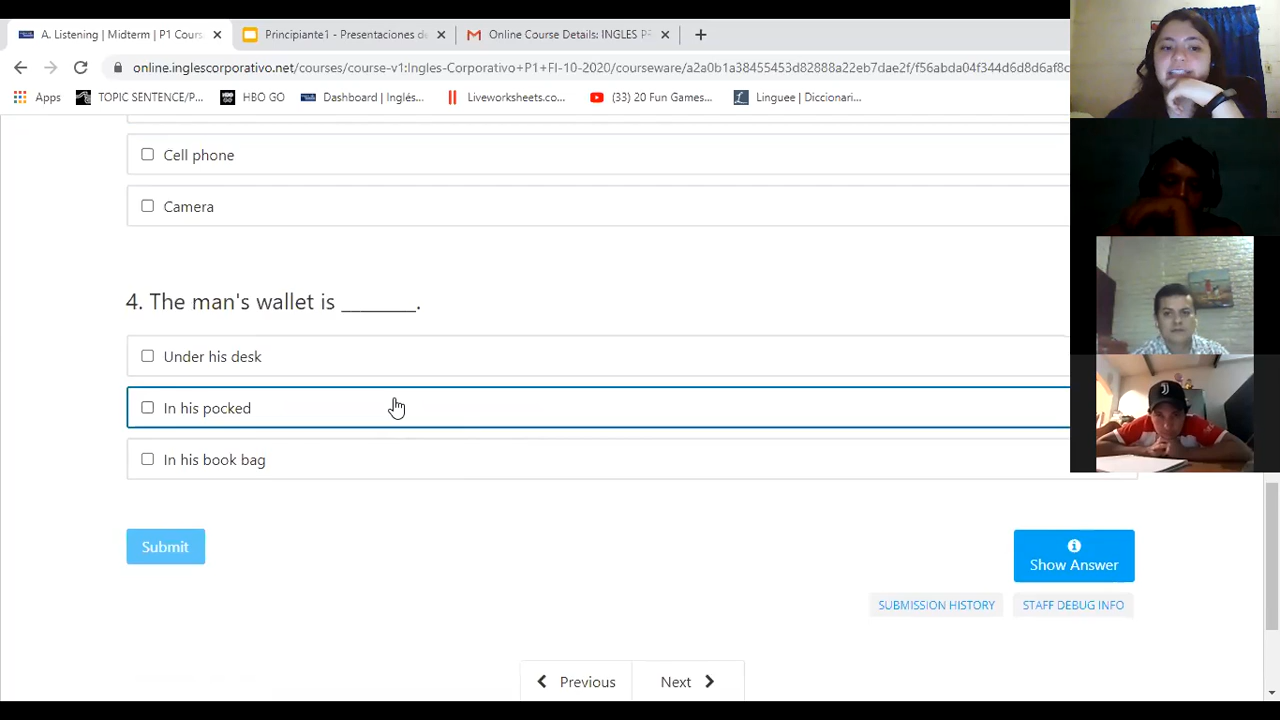 A. Listening | Midterm | P1 Cours
Principiante1 - Presentaciones de
Online Course Details: INGLES P
online.inglescorporativo.net/courses/course-v1:Ingles-Corporativo+P1+FI-10-2020/courseware/a2a0b1a38455453d82888a22eb7dae2f/f56abda04f344d6d8d6af8c
Apps
TOPIC SENTENCE/P...
HBO GO
Dashboard | Inglés...
Liveworksheets.co...
(33) 20 Fun Games...
Linguee | Diccionari...
Cell phone
Camera
4. The man's wallet is ________.
Under his desk
In his pocked
In his book bag
Submit
Show Answer
SUBMISSION HISTORY
STAFF DEBUG INFO
Previous
Next